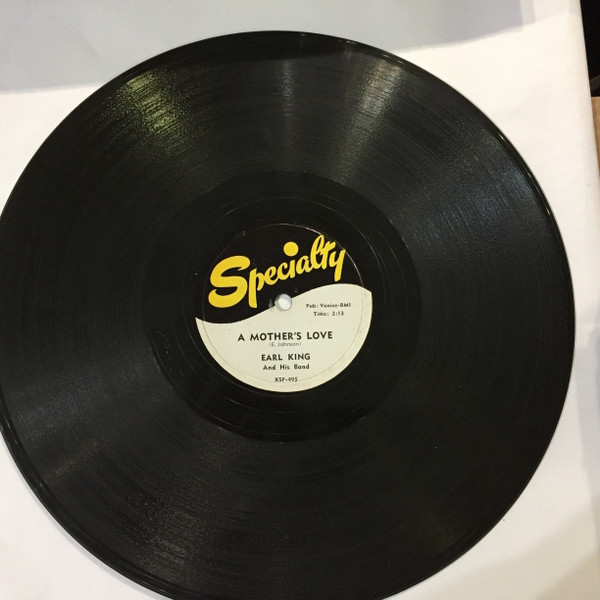 Specialty
Pub: Venice-BMI
Time: 2:15
A MOTHER'S LOVE
(E. Johnson)
EARL KING
And His Band
XSP-495